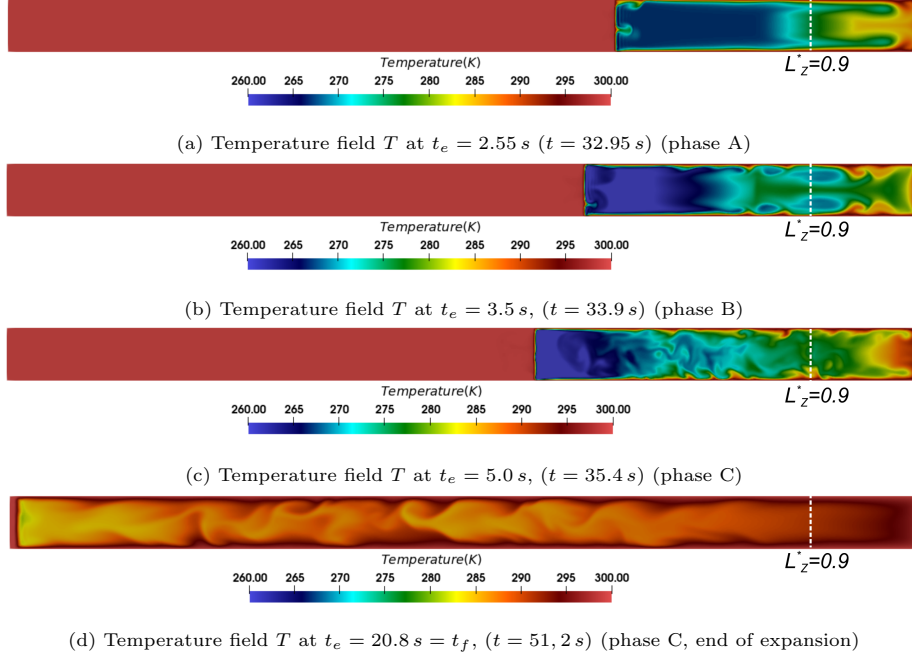 L*Z=0.9
Temperature(K)
260.00 265 270 275 280 285 290 295 300.00
(a) Temperature field T at te = 2.55 s (t = 32.95 s) (phase A)
L*Z=0.9
Temperature(K)
260.00 265 270 275 280 285 290 295 300.00
(b) Temperature field T at te = 3.5 s, (t = 33.9 s) (phase B)
L*Z=0.9
Temperature(K)
260.00 265 270 275 280 285 290 295 300.00
(c) Temperature field T at te = 5.0 s, (t = 35.4 s) (phase C)
L*Z=0.9
Temperature(K)
260.00 265 270 275 280 285 290 295 300.00
(d) Temperature field T at te = 20.8 s = tf, (t = 51, 2 s) (phase C, end of expansion)